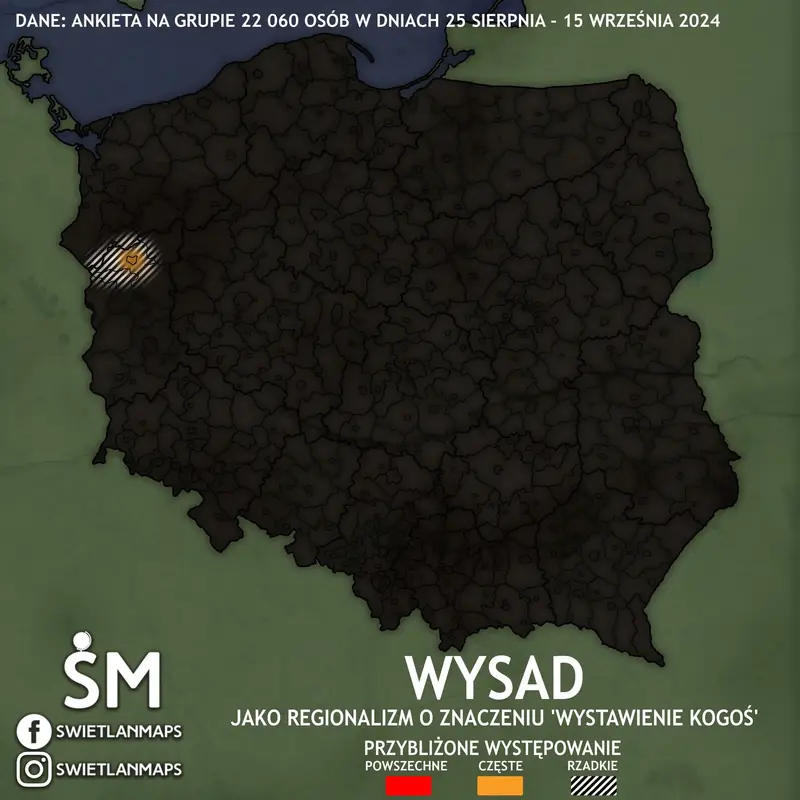 DANE: ANKIETA NA GRUPIE 22 060 OSÓB W DNIACH 25 SIERPNIA - 15 WRZEŚNIA 2024
ŚM
SWIETLANMAPS
SWIETLANMAPS
WYSAD
JAKO REGIONALIZM O ZNACZENIU 'WYSTAWIENIE KOGOŚ'
PRZYBLIŻONE WYSTĘPOWANIE
POWSZECHNE CZĘSTE RZADKIE